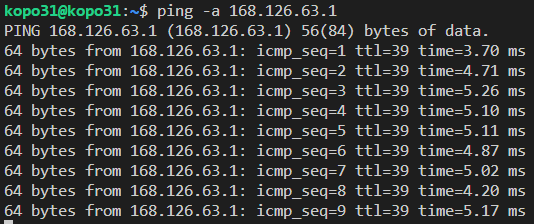 kopo31@kopo31:~$ ping -a 168.126.63.1
PING 168.126.63.1 (168.126.63.1) 56(84) bytes of data.
64 bytes from 168.126.63.1: icmp_seq=1 ttl=39 time=3.70 ms
64 bytes from 168.126.63.1: icmp_seq=2 ttl=39 time=4.71 ms
64 bytes from 168.126.63.1: icmp_seq=3 ttl=39 time=5.26 ms
64 bytes from 168.126.63.1: icmp_seq=4 ttl=39 time=5.10 ms
64 bytes from 168.126.63.1: icmp_seq=5 ttl=39 time=5.11 ms
64 bytes from 168.126.63.1: icmp_seq=6 ttl=39 time=4.87 ms
64 bytes from 168.126.63.1: icmp_seq=7 ttl=39 time=5.02 ms
64 bytes from 168.126.63.1: icmp_seq=8 ttl=39 time=4.20 ms
64 bytes from 168.126.63.1: icmp_seq=9 ttl=39 time=5.17 ms